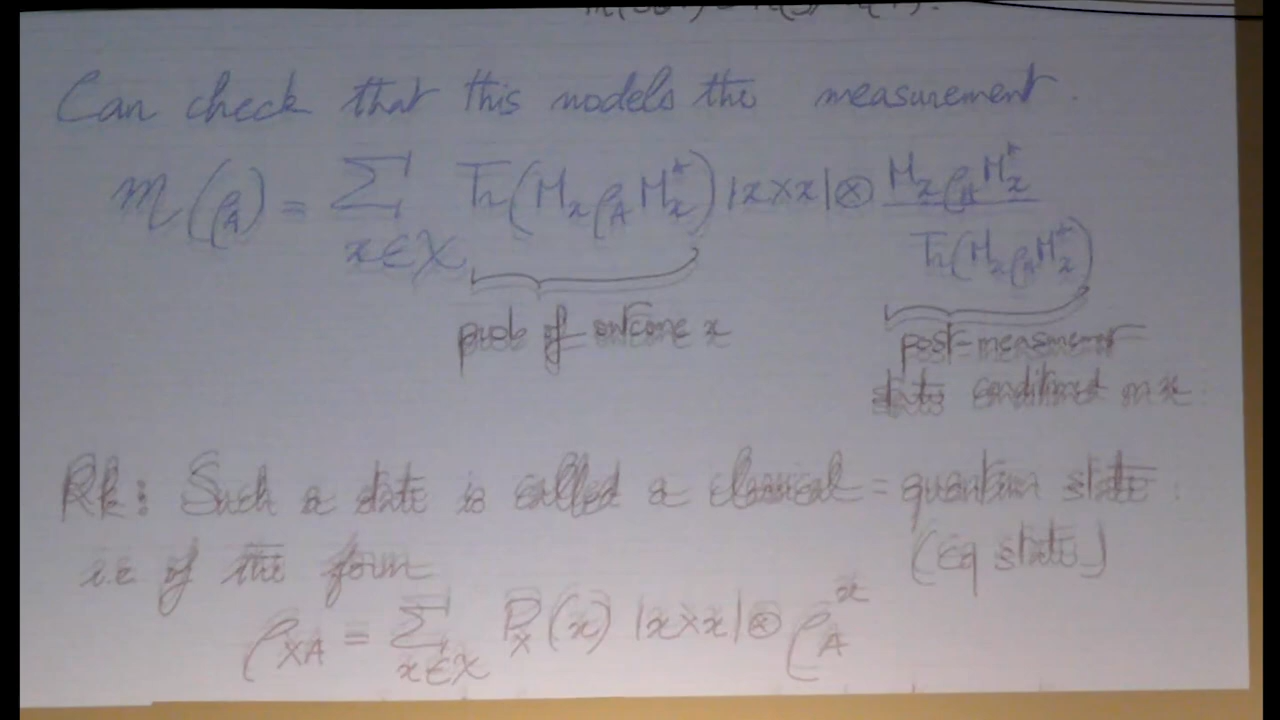 Can check that this models the measurement.
𝓜(ρ_A) = Σ_{x∈X} Tr(M_x ρ_A M_x^†) |x⟩⟨x| ⊗ M_x ρ_A M_x^† / Tr(M_x ρ_A M_x^†)
prob of outcome x
post-measurement
state conditioned on x.
Rk: Such a state is called a classical-quantum state.
i.e of the form (cq state)
ρ_XA = Σ_{x∈X} P_X(x) |x⟩⟨x| ⊗ ρ_A^x